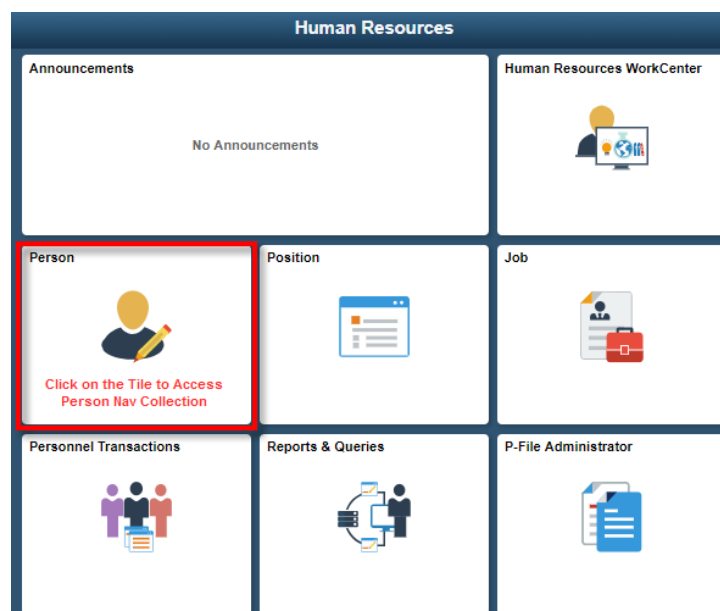 Human Resources
Announcements
Human Resources WorkCenter
No Announcements
Person
Position
Job
Click on the Tile to Access
Person Nav Collection
Personnel Transactions
Reports & Queries
P-File Administrator